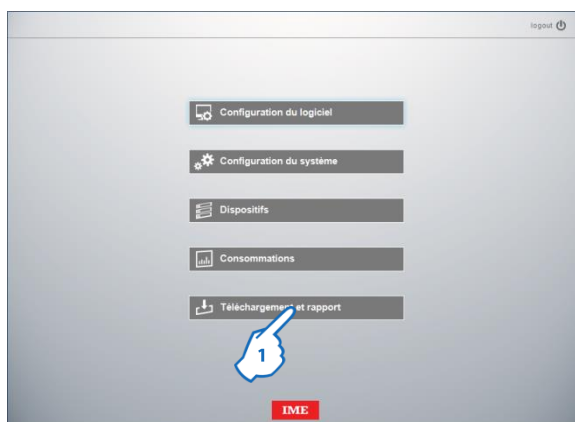 logout
Configuration du logiciel
Configuration du système
Dispositifs
Consommations
Téléchargement et rapport
1
IME